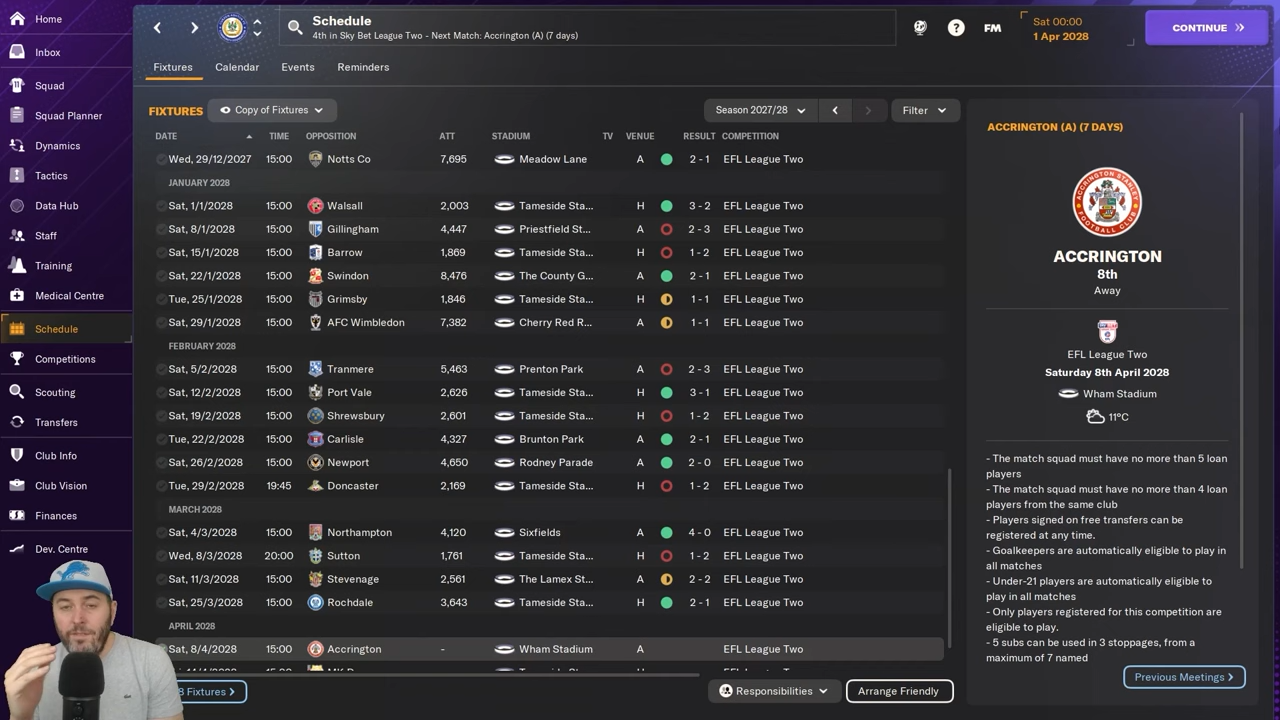 Home
Inbox
Squad
Squad Planner
Dynamics
Tactics
Data Hub
Staff
Training
Medical Centre
Schedule
Competitions
Scouting
Transfers
Club Info
Club Vision
Finances
Dev. Centre
Schedule
4th in Sky Bet League Two - Next Match: Accrington (A) (7 days)
FM
Sat 00:00
1 Apr 2028
CONTINUE
Fixtures Calendar Events Reminders
FIXTURES Copy of Fixtures Season 2027/28 Filter
DATE TIME OPPOSITION ATT STADIUM TV VENUE RESULT COMPETITION
Wed, 29/12/2027 15:00 Notts Co 7,695 Meadow Lane A 2 - 1 EFL League Two
JANUARY 2028
Sat, 1/1/2028 15:00 Walsall 2,003 Tameside Sta... H 3 - 2 EFL League Two
Sat, 8/1/2028 15:00 Gillingham 4,447 Priestfield St... A 2 - 3 EFL League Two
Sat, 15/1/2028 15:00 Barrow 1,869 Tameside Sta... H 1 - 2 EFL League Two
Sat, 22/1/2028 15:00 Swindon 8,476 The County G... A 2 - 1 EFL League Two
Tue, 25/1/2028 15:00 Grimsby 1,846 Tameside Sta... H 1 - 1 EFL League Two
Sat, 29/1/2028 15:00 AFC Wimbledon 7,382 Cherry Red R... A 1 - 1 EFL League Two
FEBRUARY 2028
Sat, 5/2/2028 15:00 Tranmere 5,463 Prenton Park A 2 - 3 EFL League Two
Sat, 12/2/2028 15:00 Port Vale 2,626 Tameside Sta... H 3 - 1 EFL League Two
Sat, 19/2/2028 15:00 Shrewsbury 2,601 Tameside Sta... H 1 - 2 EFL League Two
Tue, 22/2/2028 15:00 Carlisle 4,327 Brunton Park A 2 - 1 EFL League Two
Sat, 26/2/2028 15:00 Newport 4,650 Rodney Parade A 2 - 0 EFL League Two
Tue, 29/2/2028 19:45 Doncaster 2,169 Tameside Sta... H 1 - 2 EFL League Two
MARCH 2028
Sat, 4/3/2028 15:00 Northampton 4,120 Sixfields A 4 - 0 EFL League Two
Wed, 8/3/2028 20:00 Sutton 1,761 Tameside Sta... H 1 - 2 EFL League Two
Sat, 11/3/2028 15:00 Stevenage 2,561 The Lamex St... A 2 - 2 EFL League Two
Sat, 25/3/2028 15:00 Rochdale 3,643 Tameside Sta... H 2 - 1 EFL League Two
APRIL 2028
Sat, 8/4/2028 15:00 Accrington - Wham Stadium A EFL League Two
8 Fixtures
Responsibilities
Arrange Friendly
ACCRINGTON (A) (7 DAYS)
ACCRINGTON STANLEY
FOOTBALL CLUB
ACCRINGTON
8th
Away
EFL League Two
Saturday 8th April 2028
Wham Stadium
11°C
- The match squad must have no more than 5 loan
players
- The match squad must have no more than 4 loan
players from the same club
- Players signed on free transfers can be
registered at any time.
- Goalkeepers are automatically eligible to play in
all matches
- Under-21 players are automatically eligible to
play in all matches
- Only players registered for this competition are
eligible to play.
- 5 subs can be used in 3 stoppages, from a
maximum of 7 named
Previous Meetings